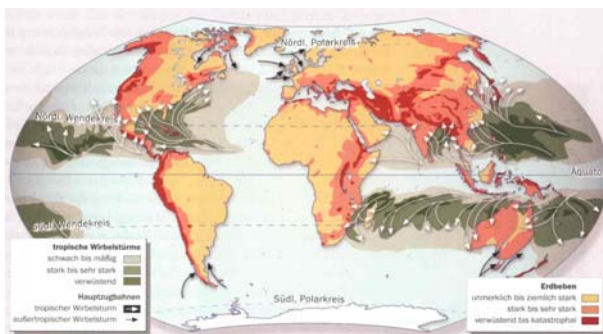 Nördl. Polarkreis
Nördl. Wendekreis
Äquator
Südl. Wendekreis
Südl. Polarkreis
tropische Wirbelstürme
schwach bis mäßig
stark bis sehr stark
verwüstend
Hauptzugbahnen
tropischer Wirbelsturm
außertropischer Wirbelsturm
Erdbeben
unmerklich bis ziemlich stark
stark bis sehr stark
verwüstend bis katastrophal